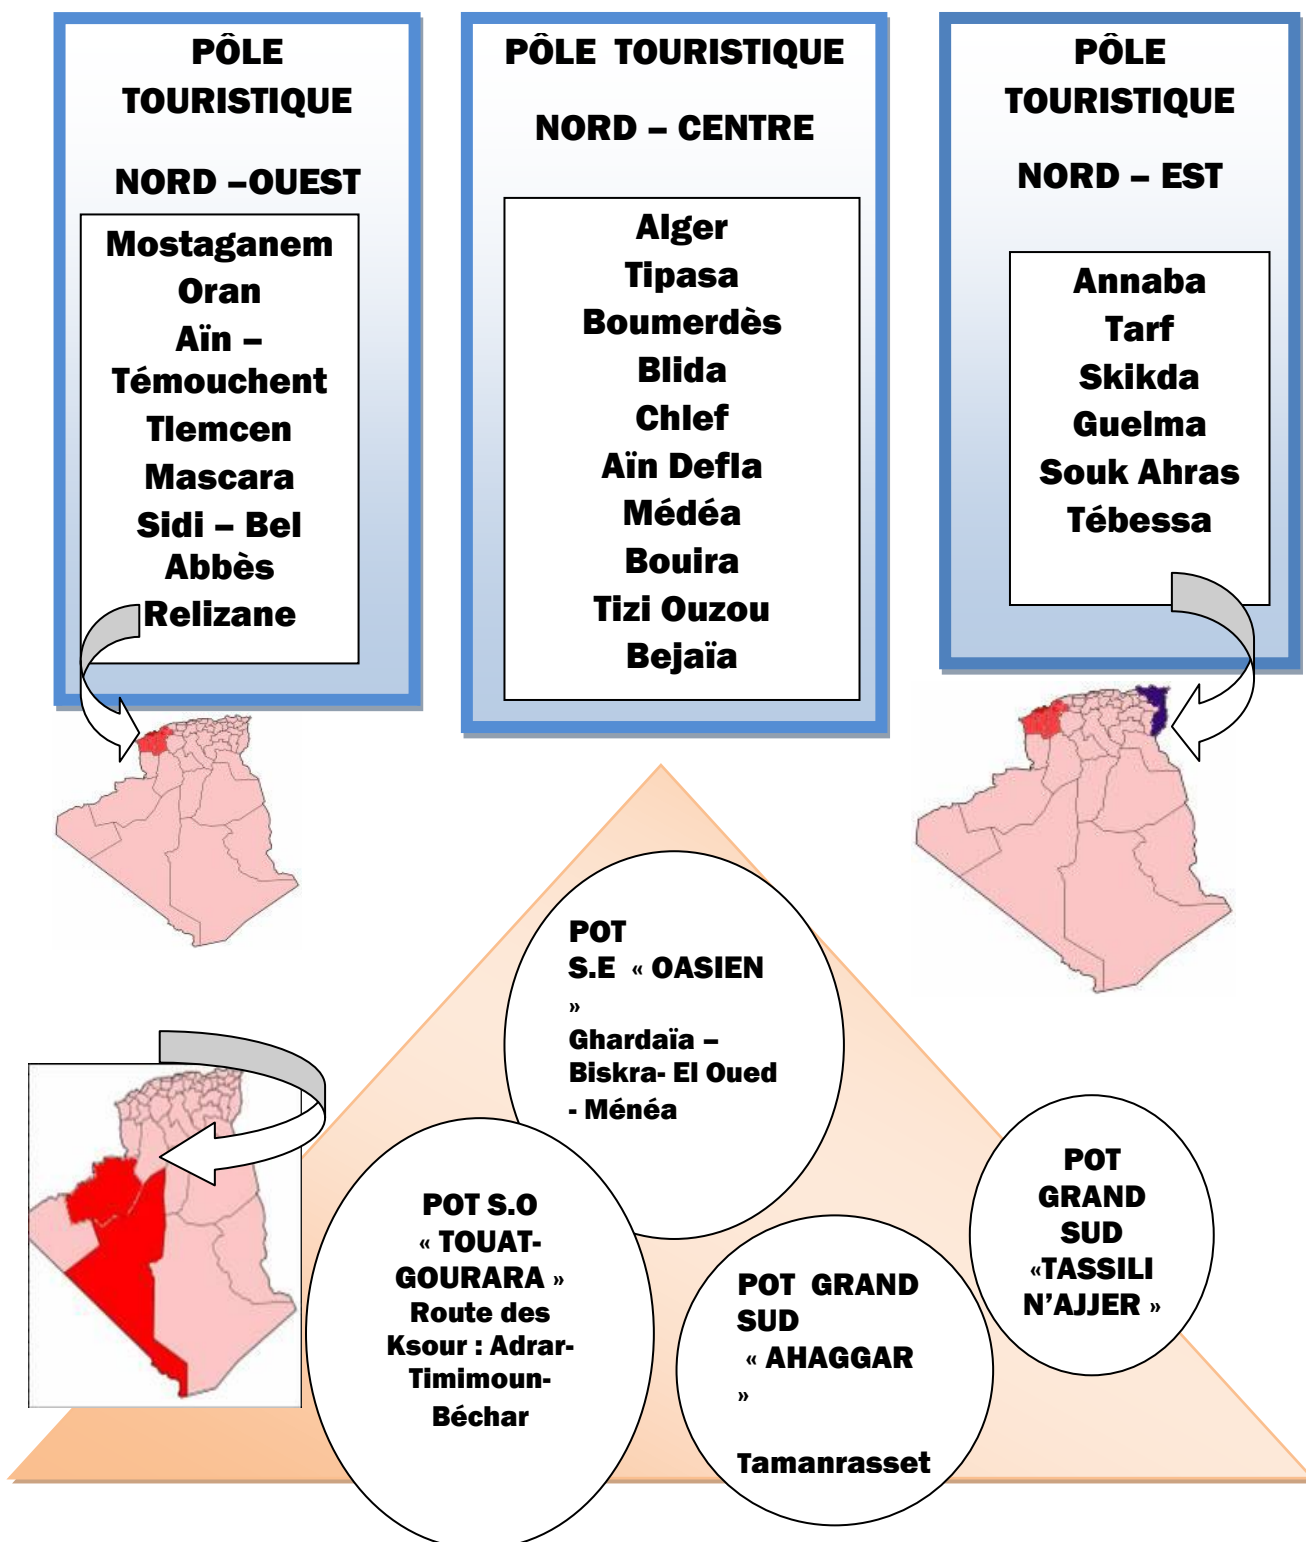 PÔLE
TOURISTIQUE
NORD –OUEST
Mostaganem
Oran
Aïn –
Témouchent
Tlemcen
Mascara
Sidi – Bel
Abbès
Relizane
PÔLE TOURISTIQUE
NORD – CENTRE
Alger
Tipasa
Boumerdès
Blida
Chlef
Aïn Defla
Médéa
Bouira
Tizi Ouzou
Bejaïa
PÔLE
TOURISTIQUE
NORD – EST
Annaba
Tarf
Skikda
Guelma
Souk Ahras
Tébessa
POT
S.E « OASIEN
»
Ghardaïa –
Biskra- El Oued
- Ménéa
POT S.O
« TOUAT-
GOURARA »
Route des
Ksour : Adrar-
Timimoun-
Béchar
POT GRAND
SUD
« AHAGGAR
»
Tamanrasset
POT
GRAND
SUD
«TASSILI
N’AJJER »